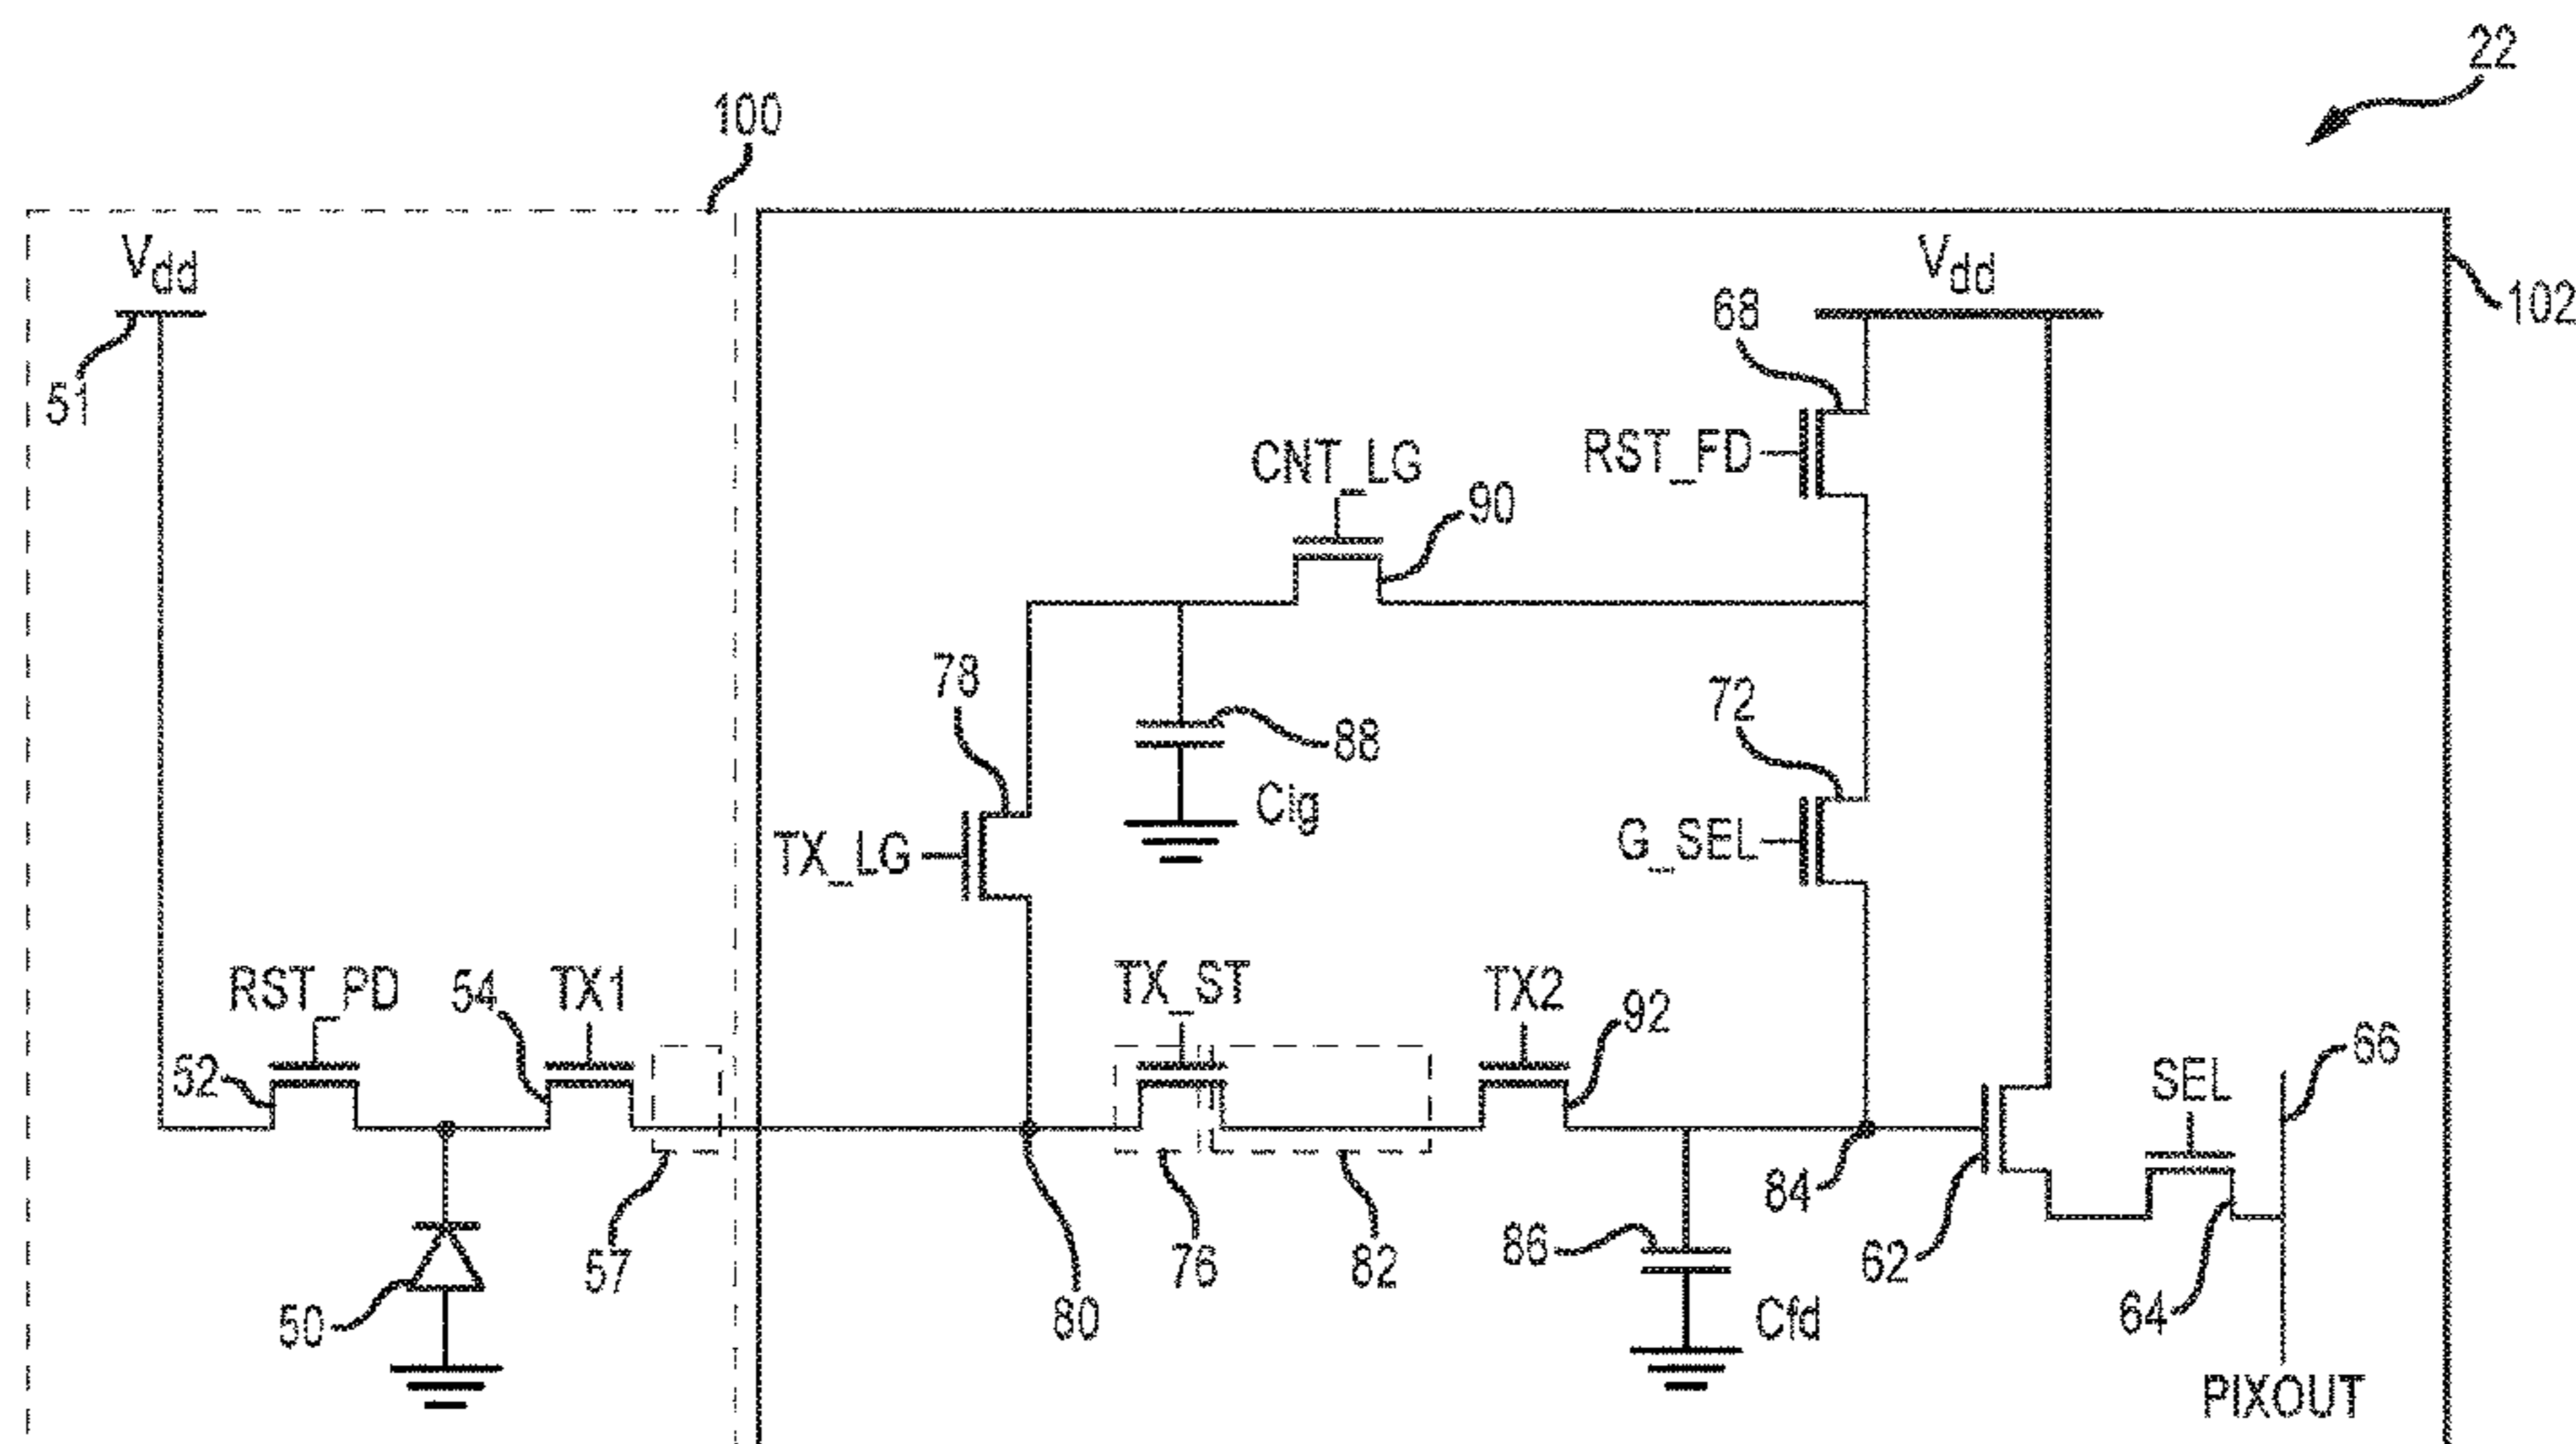 22
100
Vdd
Vdd
102
51
68
RST_FD
CNT_LG
90
78
72
88
Clg
TX_LG
G_SEL
RST_PD
54
TX1
TX_ST
TX2
92
52
66
SEL
84
57
76
82
86
62
50
80
Cfd
64
PIXOUT